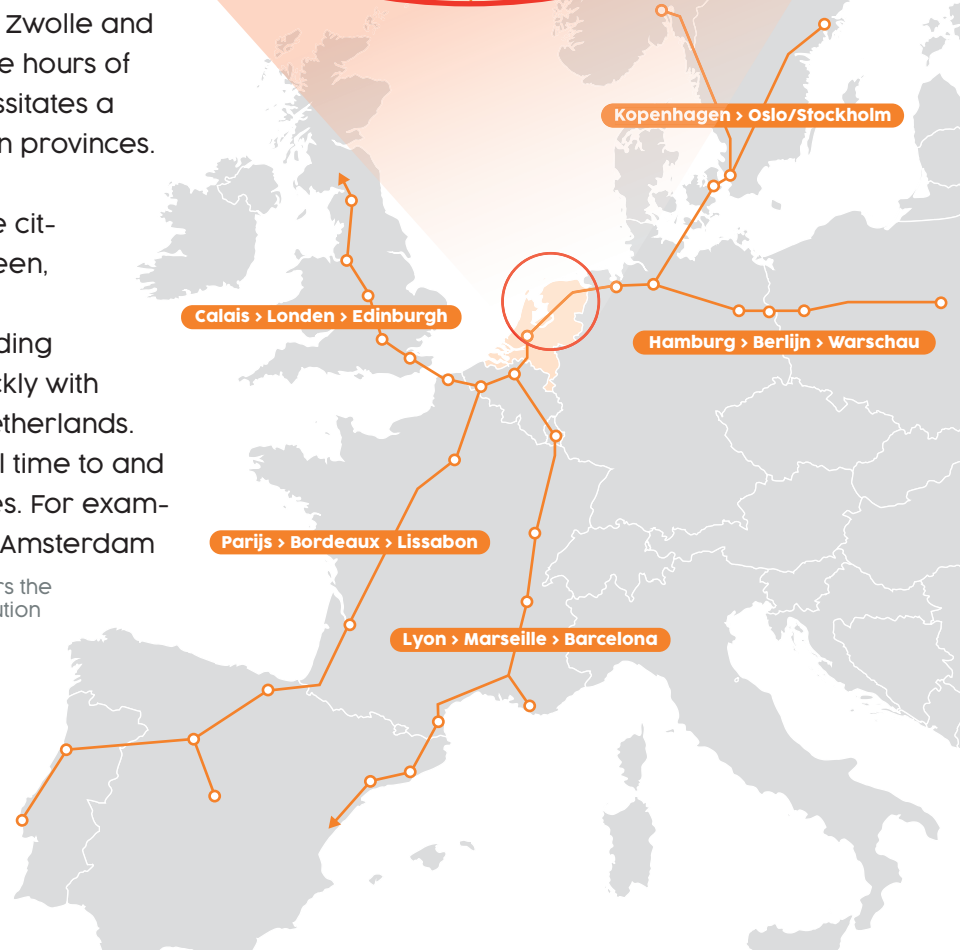 Zwolle and
e hours of
ssitates a
n provinces.
e cit-
een,
ding
kly with
etherlands.
l time to and
es. For exam-
Amsterdam
rs the
ution
Kopenhagen > Oslo/Stockholm
Calais > Londen > Edinburgh
Hamburg > Berlijn > Warschau
Parijs > Bordeaux > Lissabon
Lyon > Marseille > Barcelona